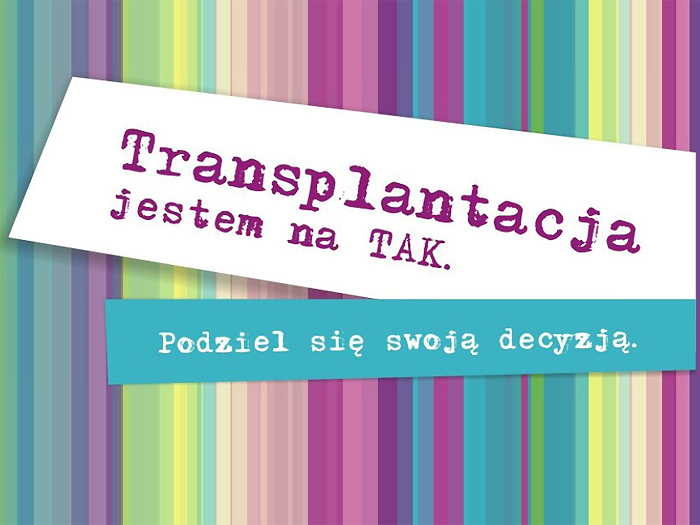 Transplantacja
jestem na TAK.
Podziel się swoją decyzją.